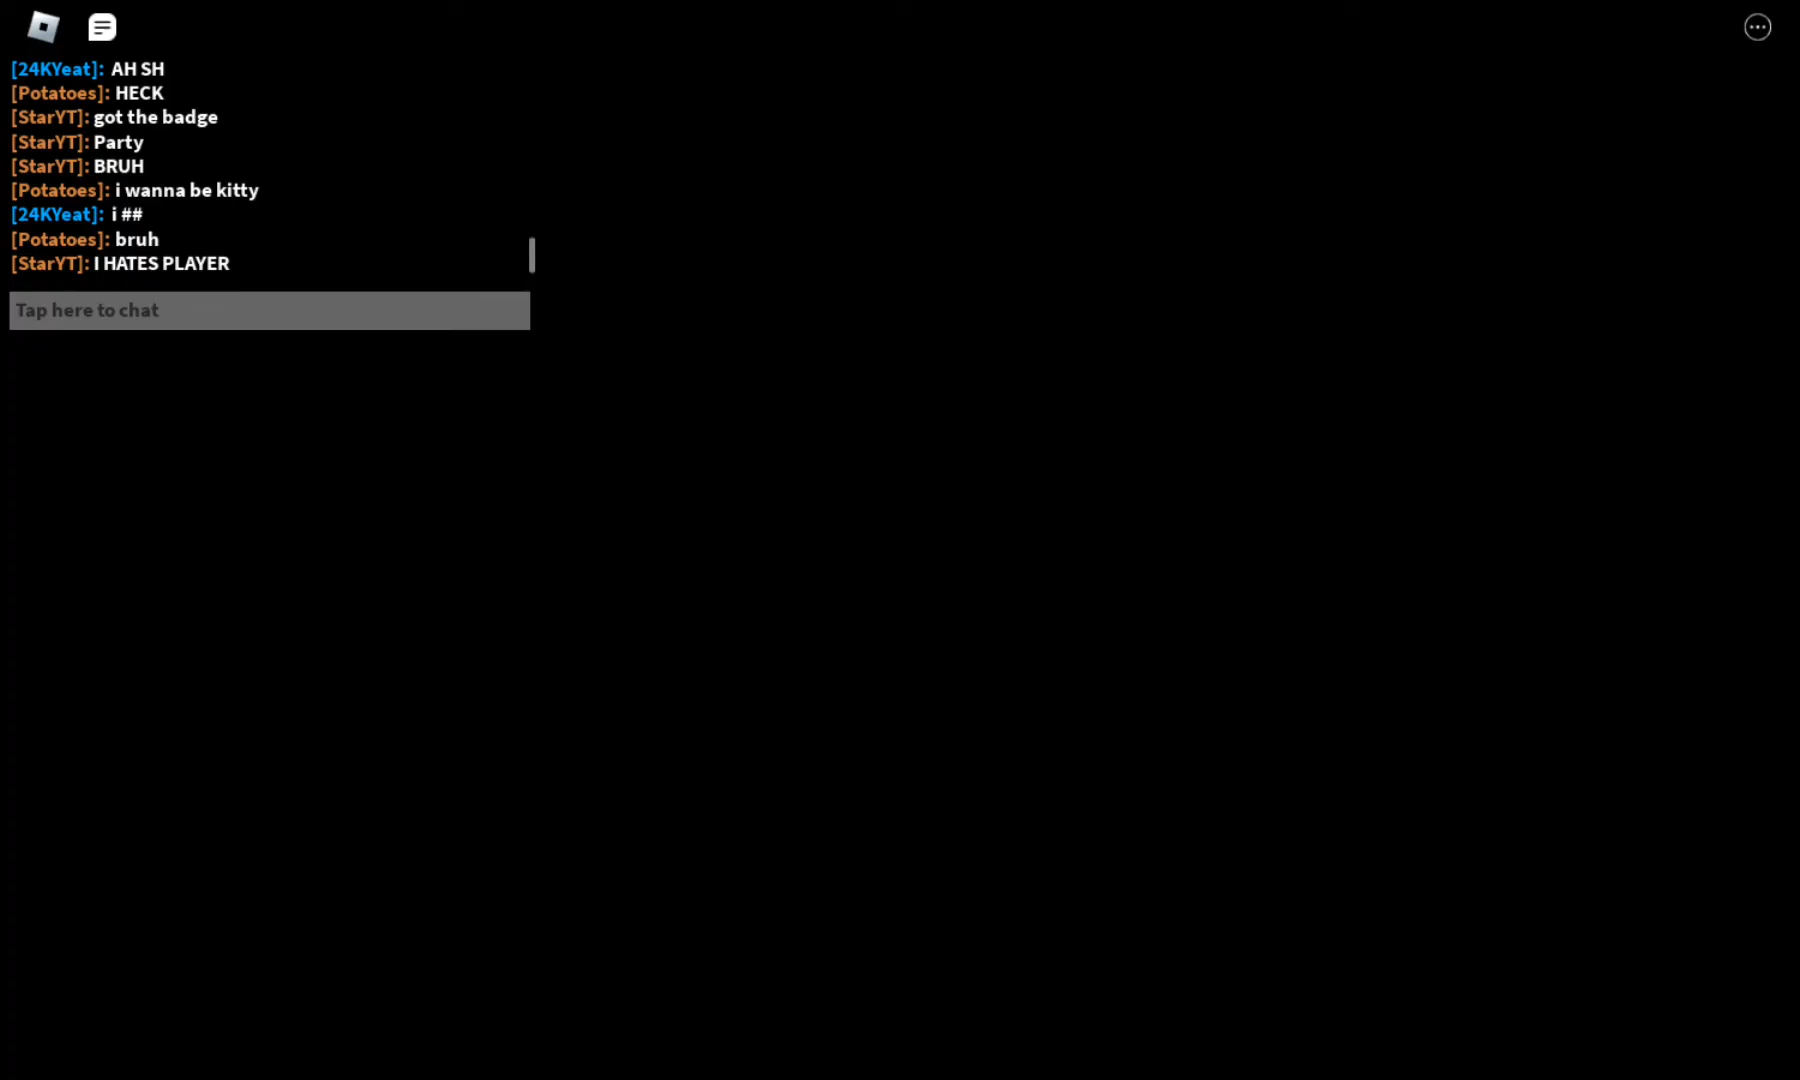 [24KYeat]: AH SH
[Potatoes]: HECK
[StarYT]: got the badge
[StarYT]: Party
[StarYT]: BRUH
[Potatoes]: i wanna be kitty
[24KYeat]: i ##
[Potatoes]: bruh
[StarYT]: I HATES PLAYER
Tap here to chat